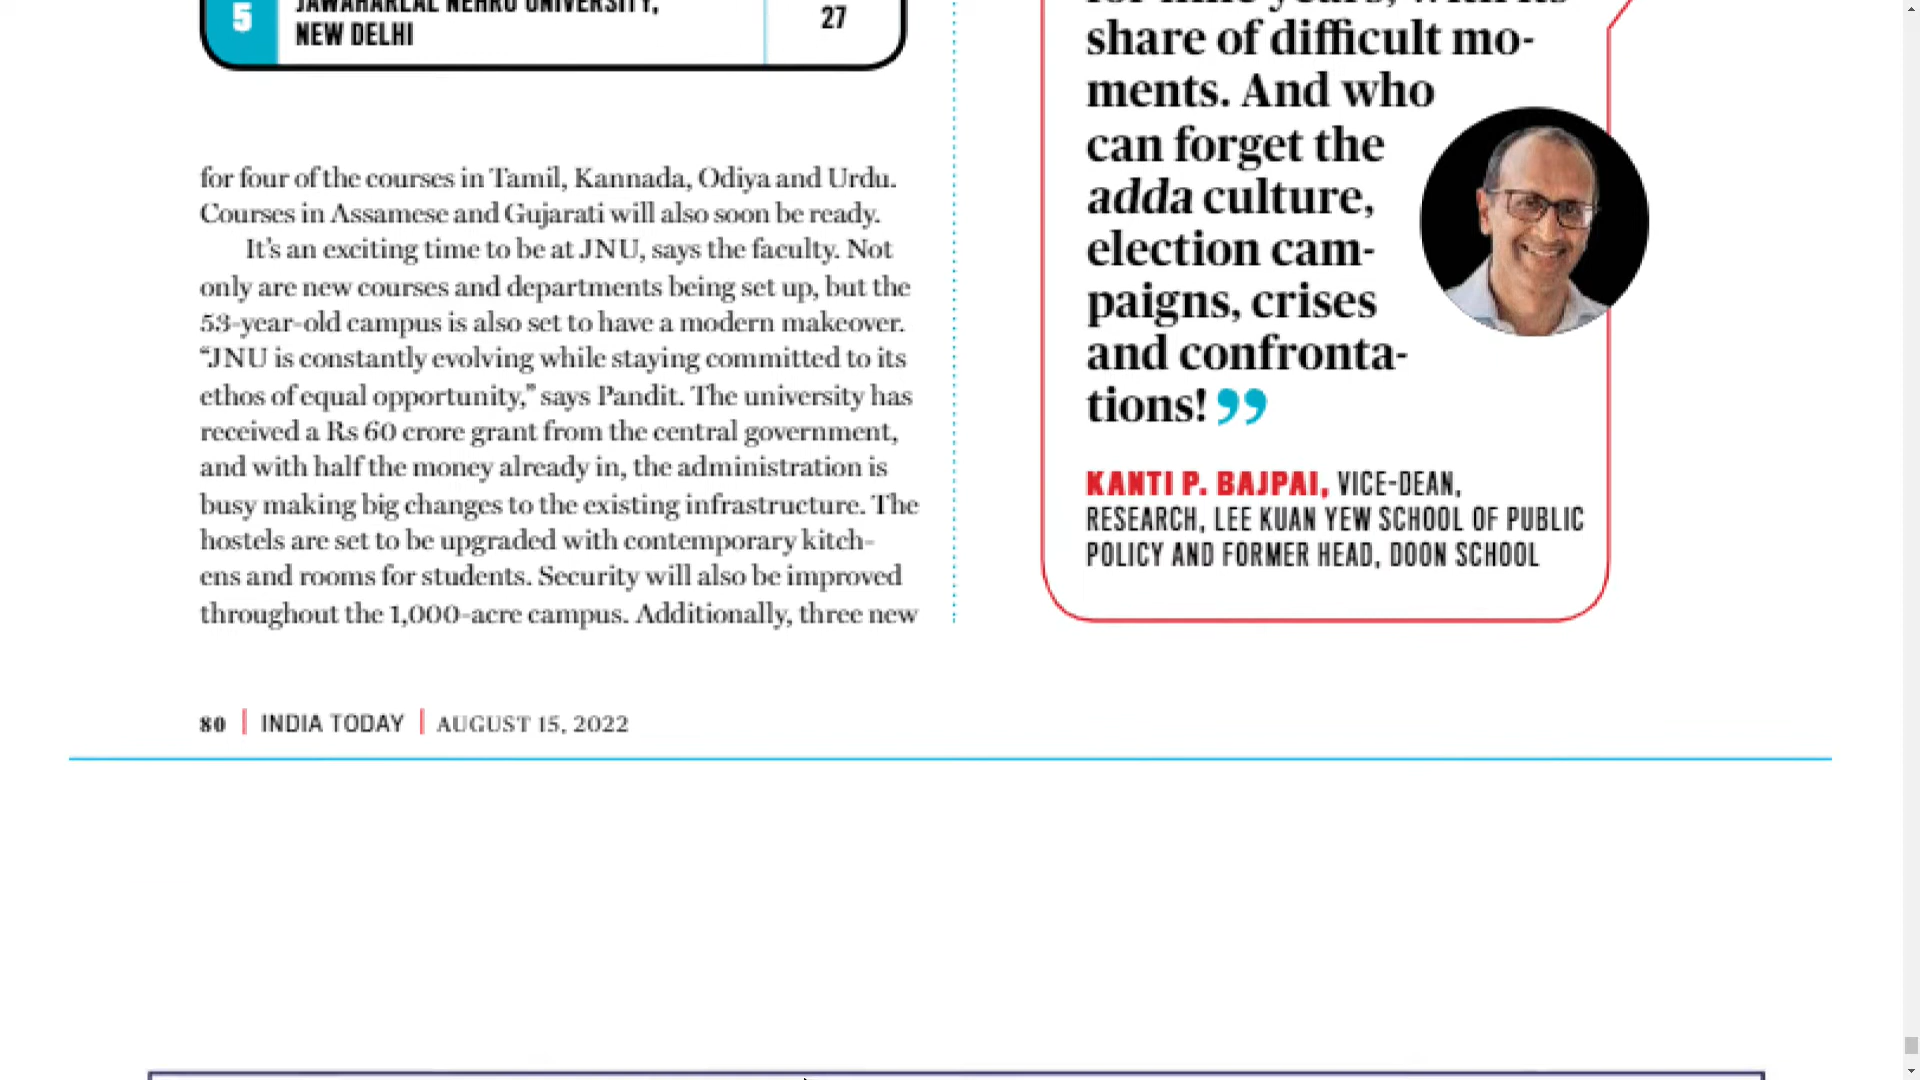 5
JAWAHARLAL NEHRU UNIVERSITY,
NEW DELHI
27
for four of the courses in Tamil, Kannada, Odiya and Urdu.
Courses in Assamese and Gujarati will also soon be ready.
It's an exciting time to be at JNU, says the faculty. Not
only are new courses and departments being set up, but the
53-year-old campus is also set to have a modern makeover.
“JNU is constantly evolving while staying committed to its
ethos of equal opportunity,” says Pandit. The university has
received a Rs 60 crore grant from the central government,
and with half the money already in, the administration is
busy making big changes to the existing infrastructure. The
hostels are set to be upgraded with contemporary kitch-
ens and rooms for students. Security will also be improved
throughout the 1,000-acre campus. Additionally, three new
for nine years, with its
share of difficult mo-
ments. And who
can forget the
adda culture,
election cam-
paigns, crises
and confronta-
tions! ”
KANTI P. BAJPAI, VICE-DEAN,
RESEARCH, LEE KUAN YEW SCHOOL OF PUBLIC
POLICY AND FORMER HEAD, DOON SCHOOL
80 | INDIA TODAY | AUGUST 15, 2022